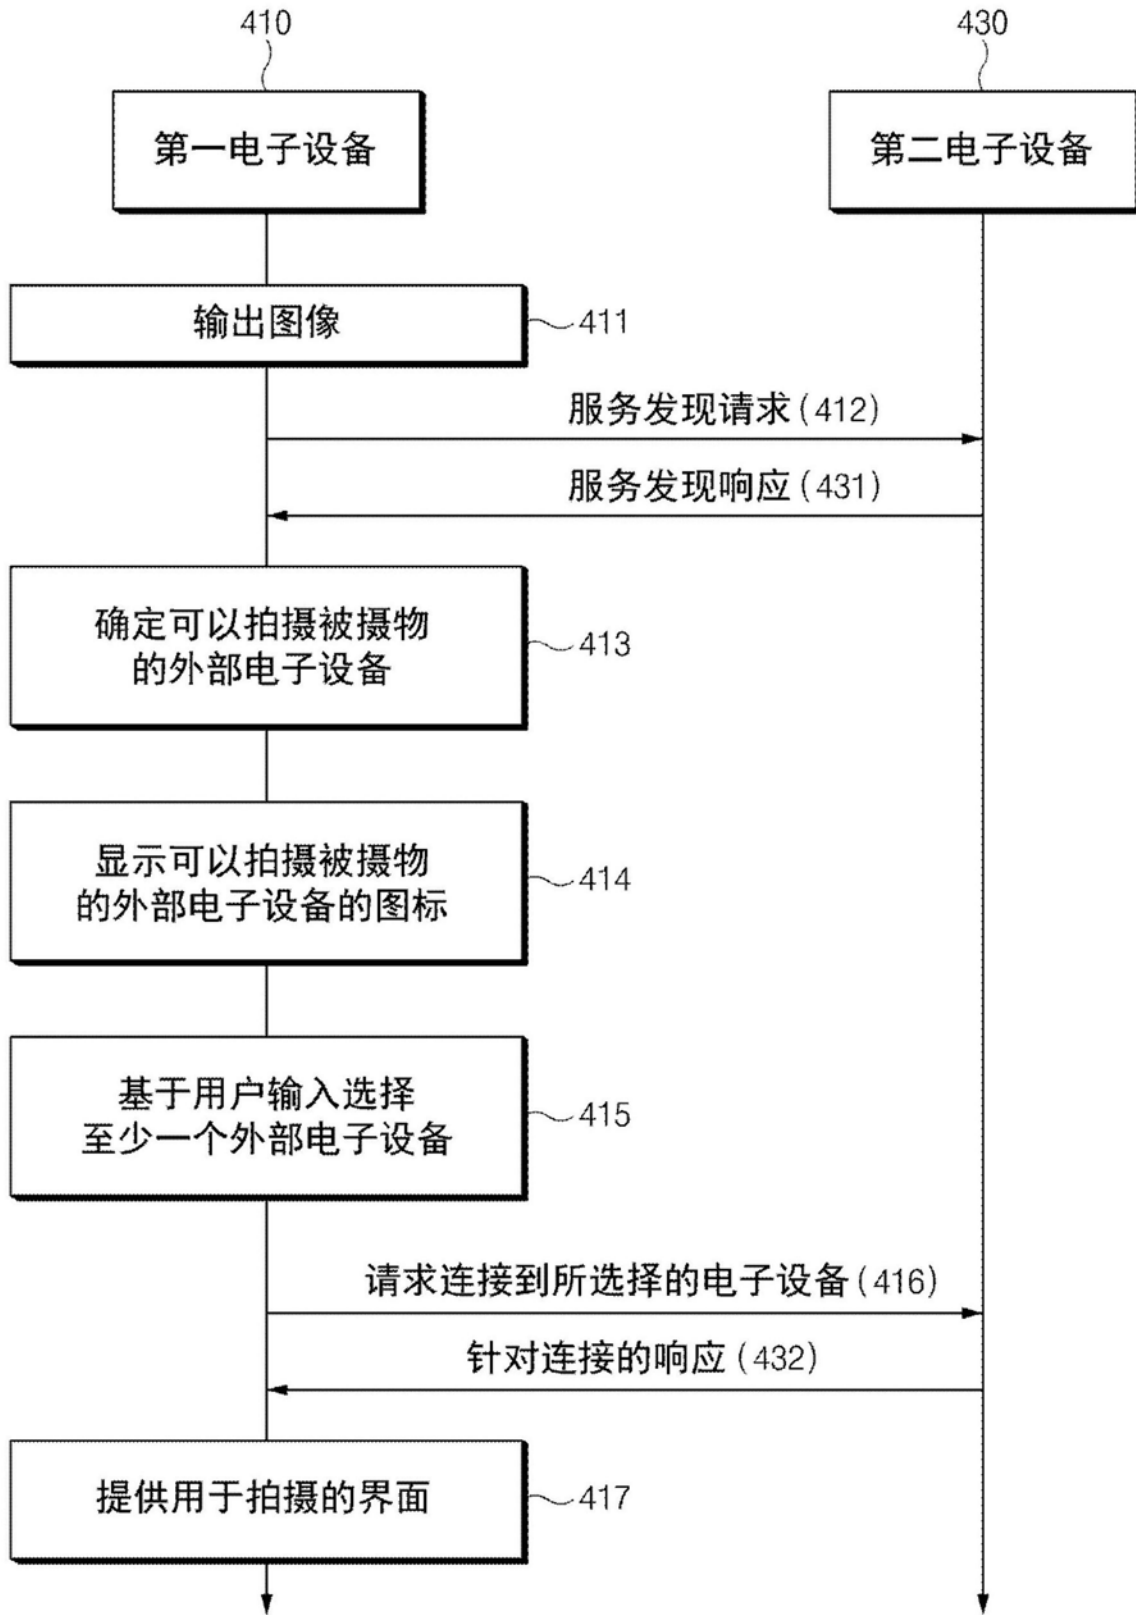 410
430
第一电子设备
第二电子设备
输出图像
411
服务发现请求(412)
服务发现响应(431)
确定可以拍摄被摄物
的外部电子设备
413
显示可以拍摄被摄物
的外部电子设备的图标
414
基于用户输入选择
至少一个外部电子设备
415
请求连接到所选择的电子设备(416)
针对连接的响应(432)
提供用于拍摄的界面
417